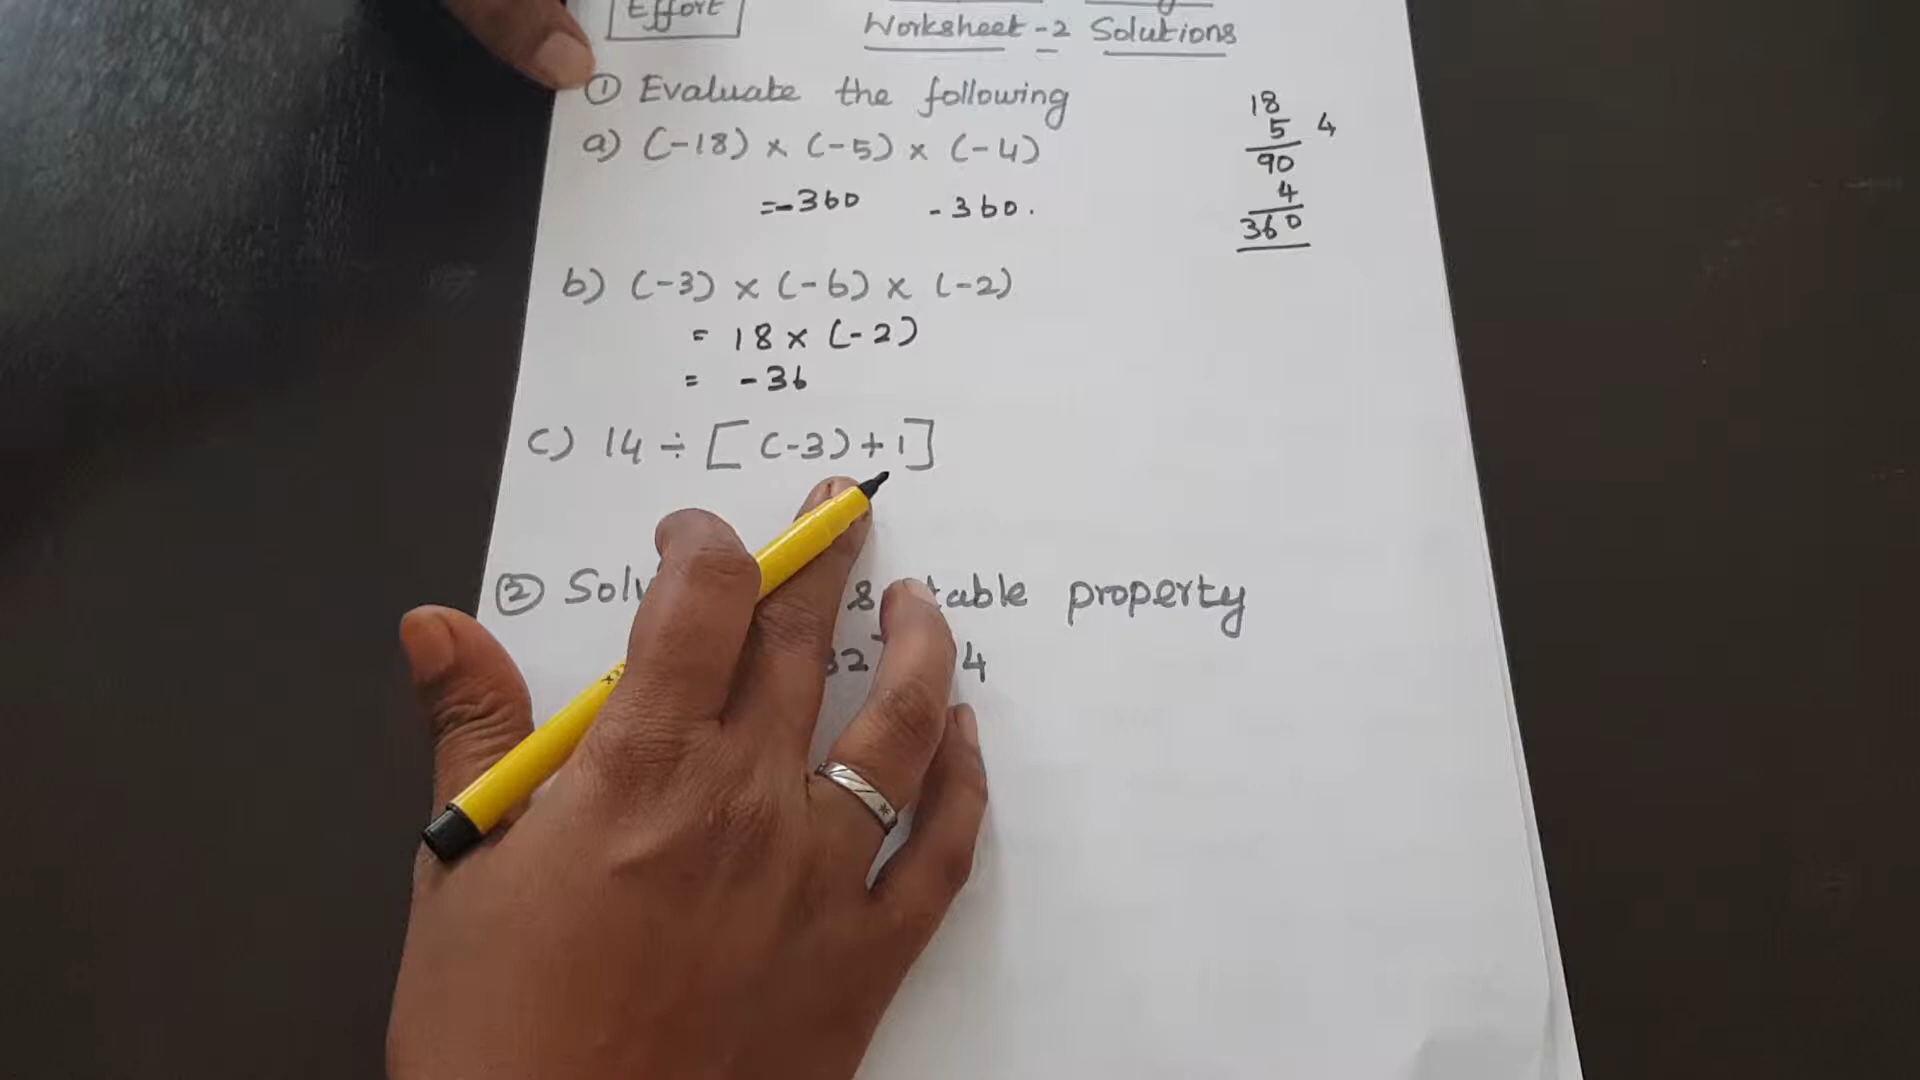 Effort
Worksheet - 2 Solutions
① Evaluate the following
a) (-18) × (-5) × (-4)
= -360 -360.
18
5 4
90
4
360
b) (-3) × (-6) × (-2)
= 18 × (-2)
= -36
c) 14 ÷ [(-3)+1]
② property
4